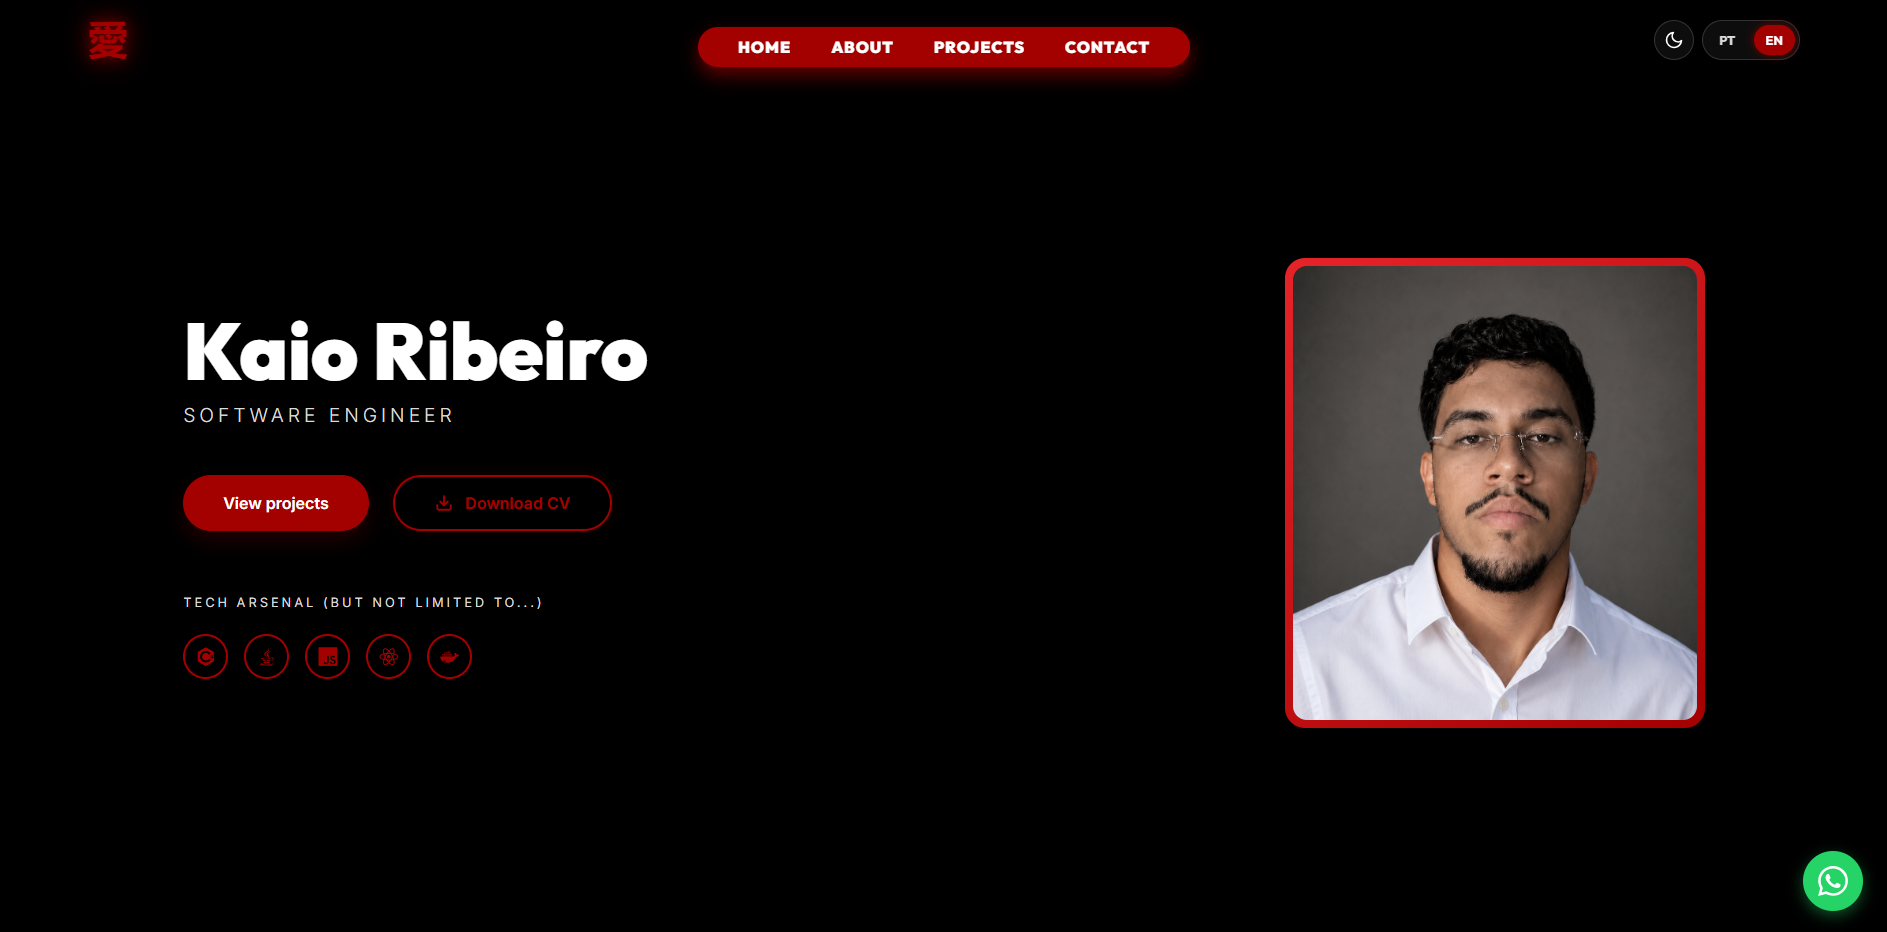 愛
HOME ABOUT PROJECTS CONTACT
PT EN
Kaio Ribeiro
SOFTWARE ENGINEER
View projects
Download CV
TECH ARSENAL (BUT NOT LIMITED TO...)
C JS